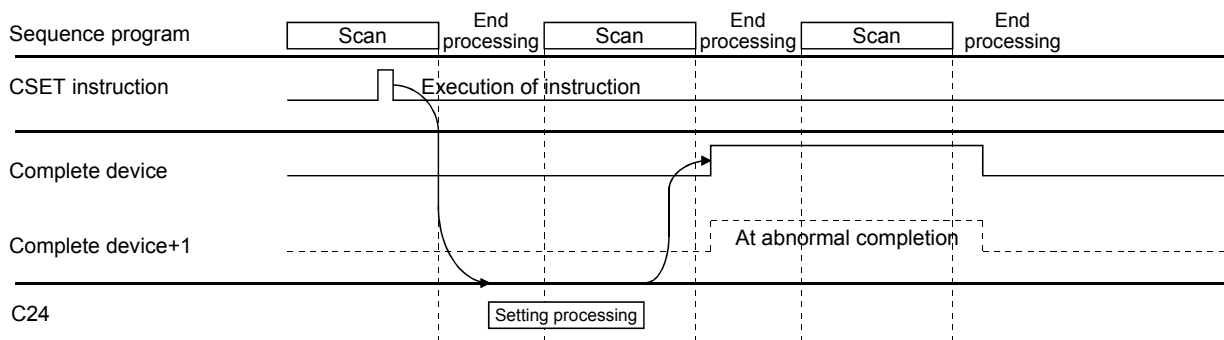 Sequence program
Scan
End
processing
Scan
End
processing
Scan
End
processing
CSET instruction
Execution of instruction
Complete device
Complete device+1
At abnormal completion
C24
Setting processing